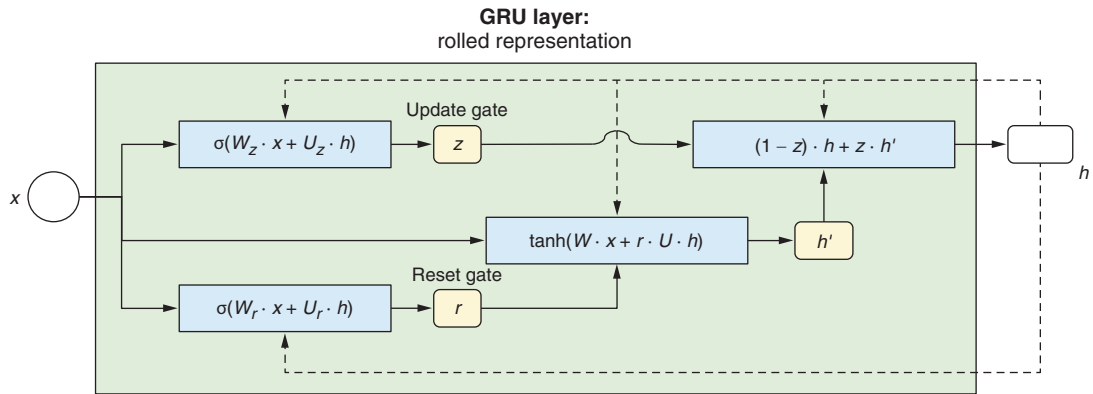 GRU layer:
rolled representation
Update gate
σ(W_z · x + U_z · h)
z
(1 – z) · h + z · h'
x
h
tanh(W · x + r · U · h)
h'
Reset gate
σ(W_r · x + U_r · h)
r